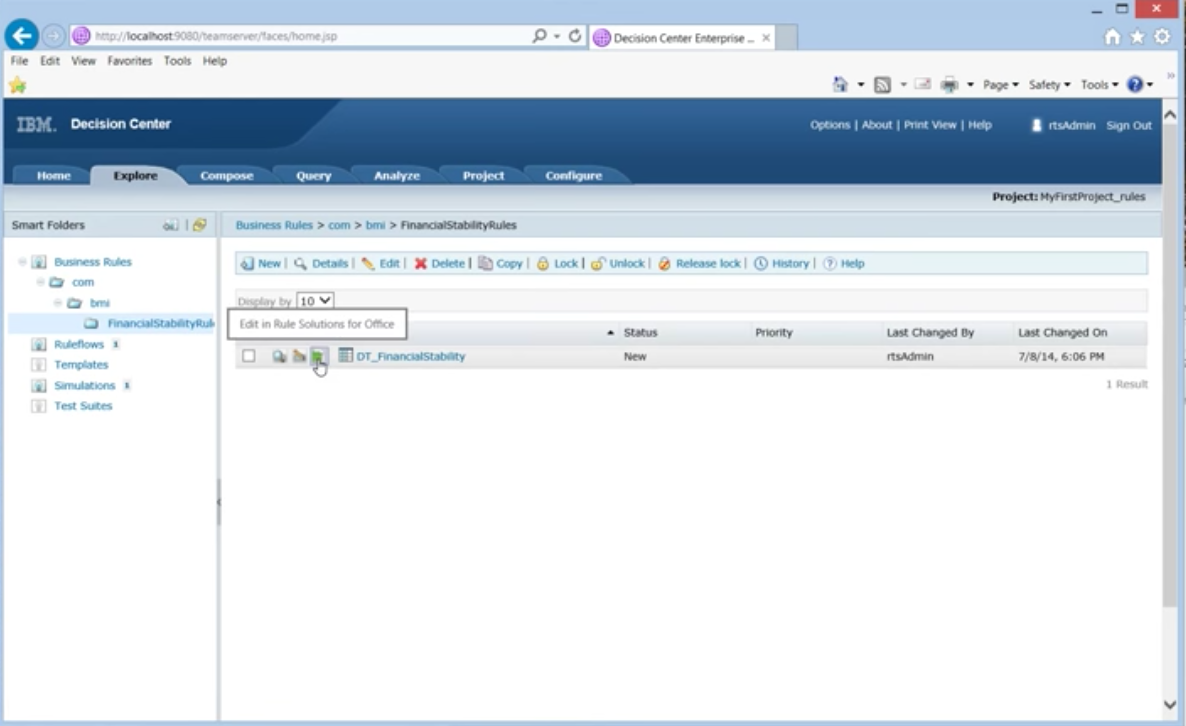 http://localhost:9080/teamserver/faces/home.jsp
Decision Center Enterprise ...
File Edit View Favorites Tools Help
Page Safety Tools
IBM. Decision Center
Options | About | Print View | Help rtsAdmin Sign Out
Home Explore Compose Query Analyze Project Configure
Project: MyFirstProject_rules
Smart Folders
Business Rules > com > bmi > FinancialStabilityRules
Business Rules
com
bmi
FinancialStabilityRul
Ruleflows
Templates
Simulations
Test Suites
New | Details | Edit | Delete | Copy | Lock | Unlock | Release lock | History | Help
Display by 10
Edit in Rule Solutions for Office
Status Priority Last Changed By Last Changed On
DT_FinancialStability New rtsAdmin 7/8/14, 6:06 PM
1 Result